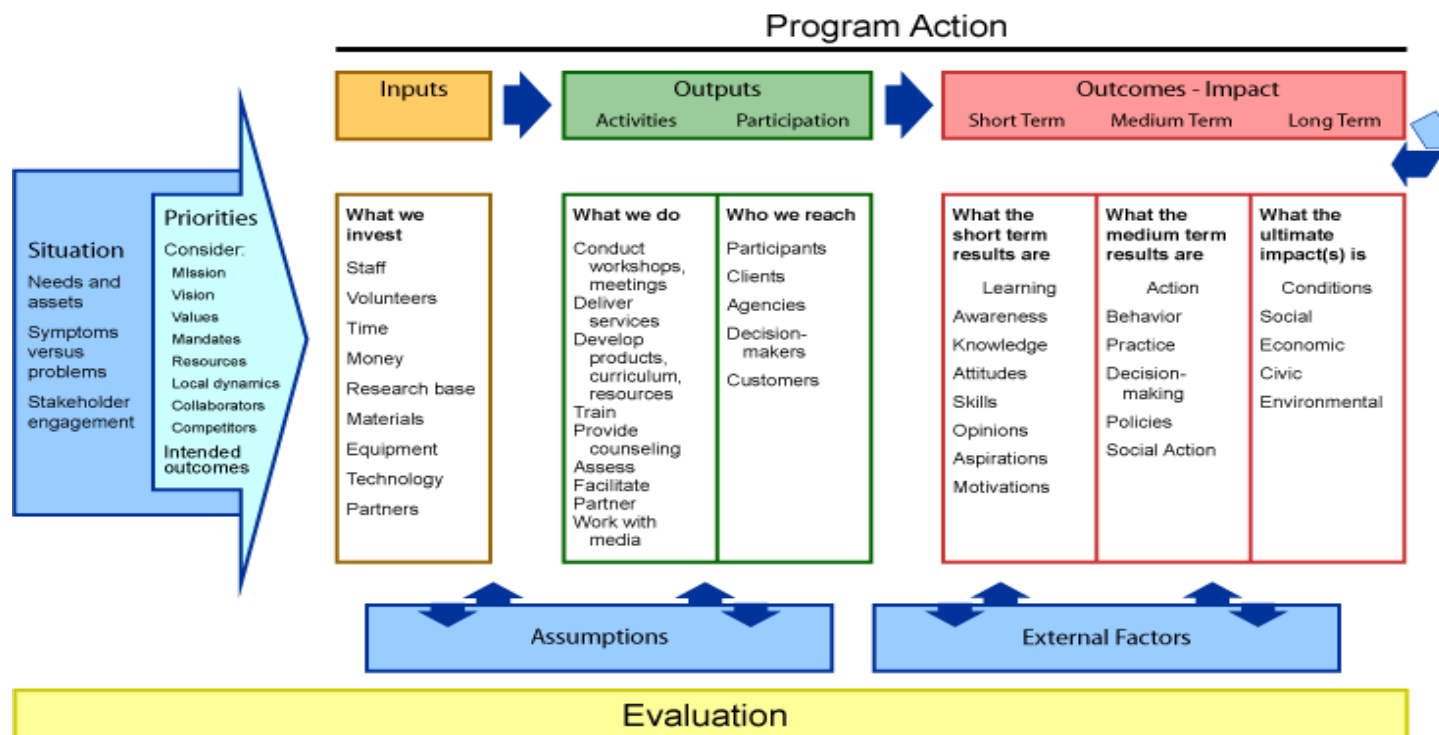 Program Action
Inputs
Outputs
Activities
Participation
Outcomes - Impact
Short Term
Medium Term
Long Term
Situation
Needs and
assets
Symptoms
versus
problems
Stakeholder
engagement
Priorities
Consider:
MIssion
Vision
Values
Mandates
Resources
Local dynamics
Collaborators
Competitors
Intended
outcomes
What we
invest
Staff
Volunteers
Time
Money
Research base
Materials
Equipment
Technology
Partners
What we do
Conduct
workshops,
meetings
Deliver
services
Develop
products,
curriculum,
resources
Train
Provide
counseling
Assess
Facilitate
Partner
Work with
media
Who we reach
Participants
Clients
Agencies
Decision-
makers
Customers
What the
short term
results are
Learning
Awareness
Knowledge
Attitudes
Skills
Opinions
Aspirations
Motivations
What the
medium term
results are
Action
Behavior
Practice
Decision-
making
Policies
Social Action
What the
ultimate
impact(s) is
Conditions
Social
Economic
Civic
Environmental
Assumptions
External Factors
Evaluation